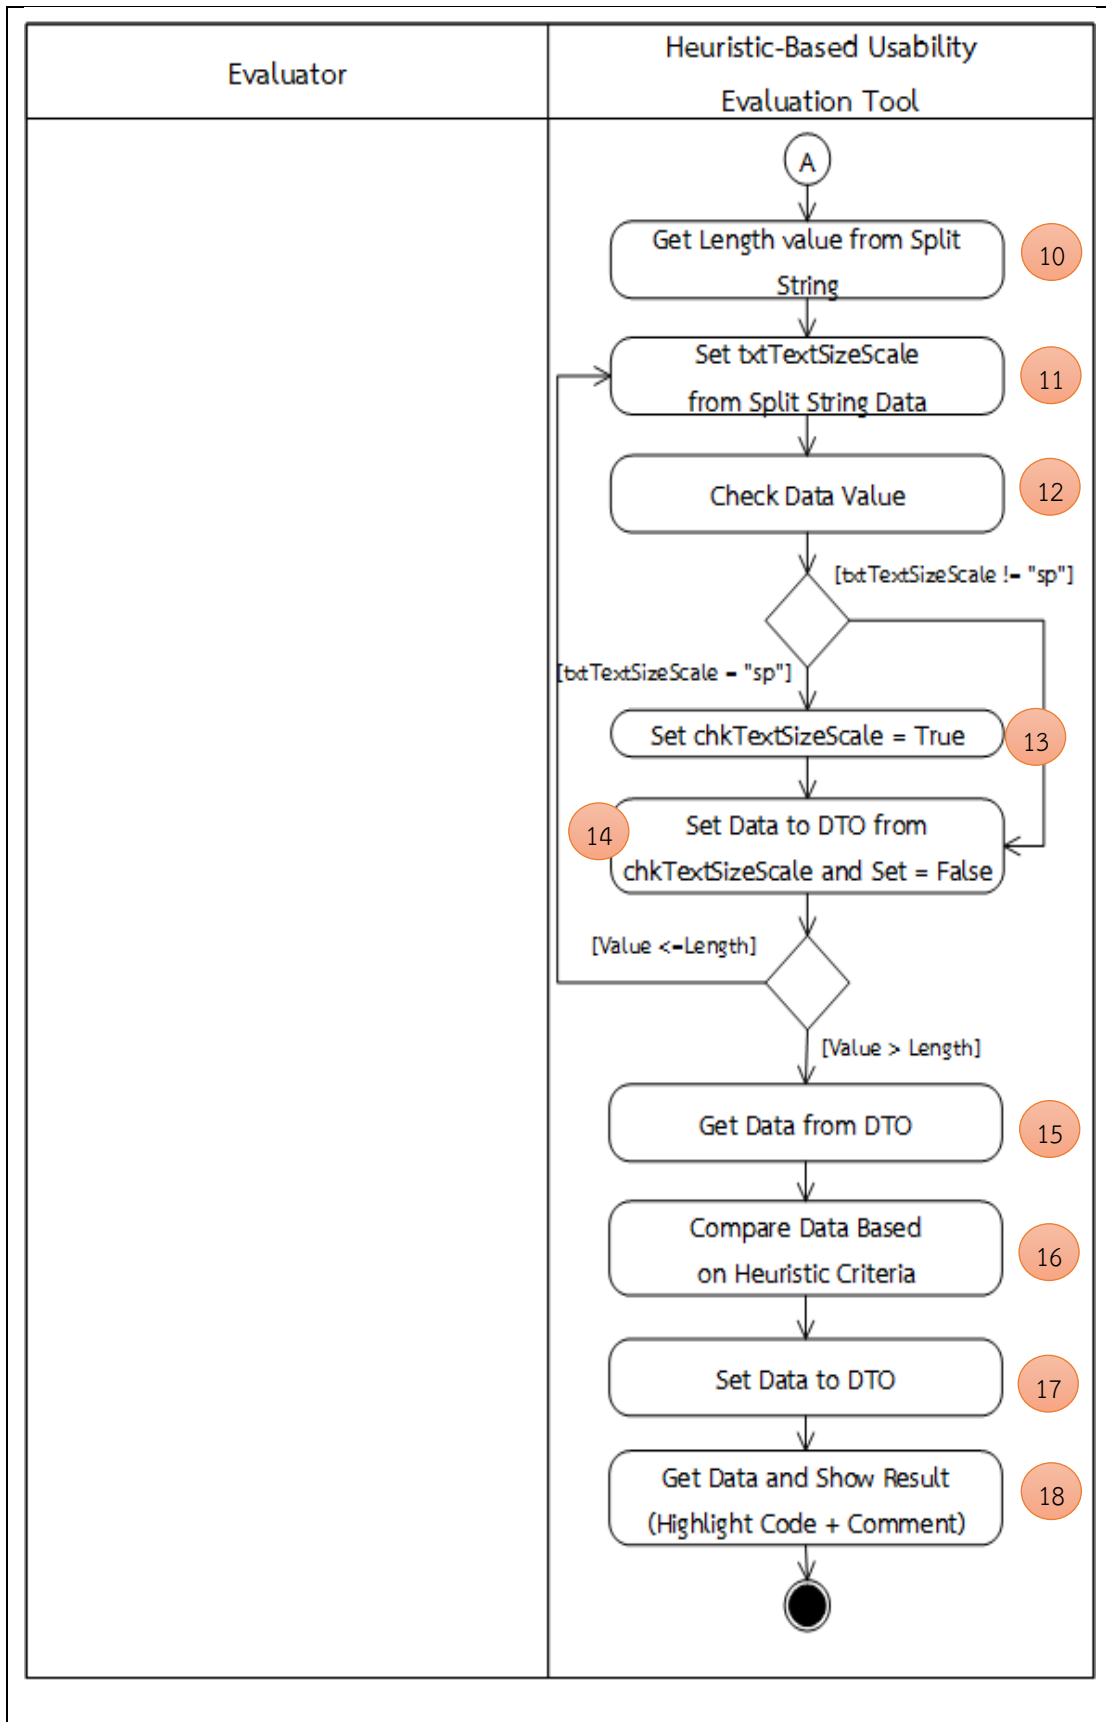 Evaluator
Heuristic-Based Usability
Evaluation Tool
A
Get Length value from Split
String
10
Set txtTextSizeScale
from Split String Data
11
Check Data Value
12
[txtTextSizeScale != "sp"]
[txtTextSizeScale = "sp"]
Set chkTextSizeScale = True
13
14
Set Data to DTO from
chkTextSizeScale and Set = False
[Value <=Length]
[Value > Length]
Get Data from DTO
15
Compare Data Based
on Heuristic Criteria
16
Set Data to DTO
17
Get Data and Show Result
(Highlight Code + Comment)
18